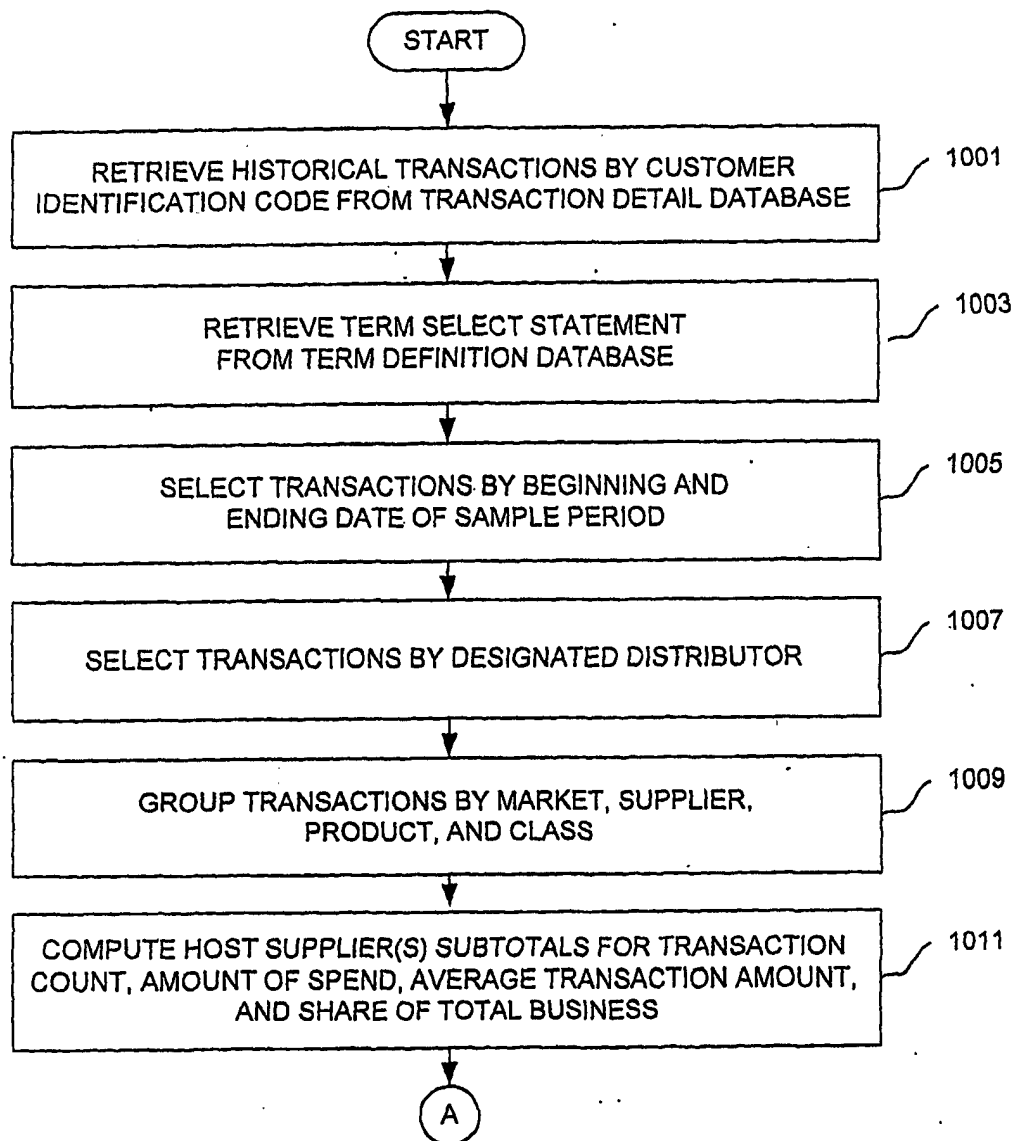 START
RETRIEVE HISTORICAL TRANSACTIONS BY CUSTOMER
IDENTIFICATION CODE FROM TRANSACTION DETAIL DATABASE
1001
RETRIEVE TERM SELECT STATEMENT
FROM TERM DEFINITION DATABASE
1003
SELECT TRANSACTIONS BY BEGINNING AND
ENDING DATE OF SAMPLE PERIOD
1005
SELECT TRANSACTIONS BY DESIGNATED DISTRIBUTOR
1007
GROUP TRANSACTIONS BY MARKET, SUPPLIER,
PRODUCT, AND CLASS
1009
COMPUTE HOST SUPPLIER(S) SUBTOTALS FOR TRANSACTION
COUNT, AMOUNT OF SPEND, AVERAGE TRANSACTION AMOUNT,
AND SHARE OF TOTAL BUSINESS
1011
A